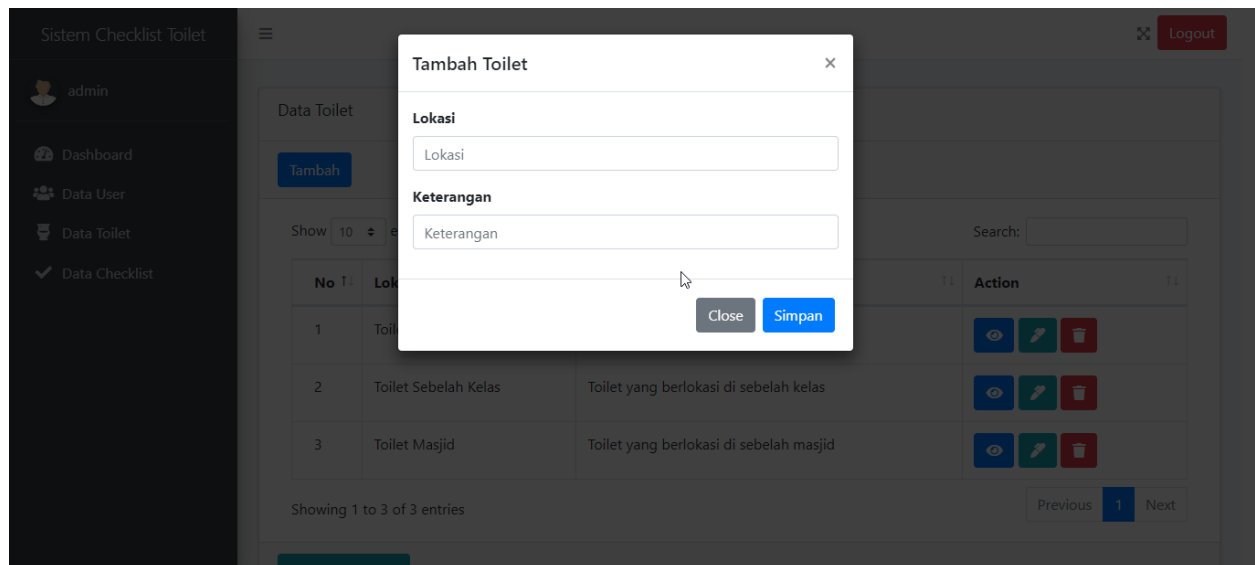 Sistem Checklist Toilet
Logout
admin
Dashboard
Data User
Data Toilet
Data Checklist
Tambah Toilet ×
Lokasi
Lokasi
Keterangan
Keterangan
Close Simpan
Data Toilet
Tambah
Show 10 e
Search:
No Lok Action
1 Toil
2 Toilet Sebelah Kelas Toilet yang berlokasi di sebelah kelas
3 Toilet Masjid Toilet yang berlokasi di sebelah masjid
Showing 1 to 3 of 3 entries
Previous 1 Next